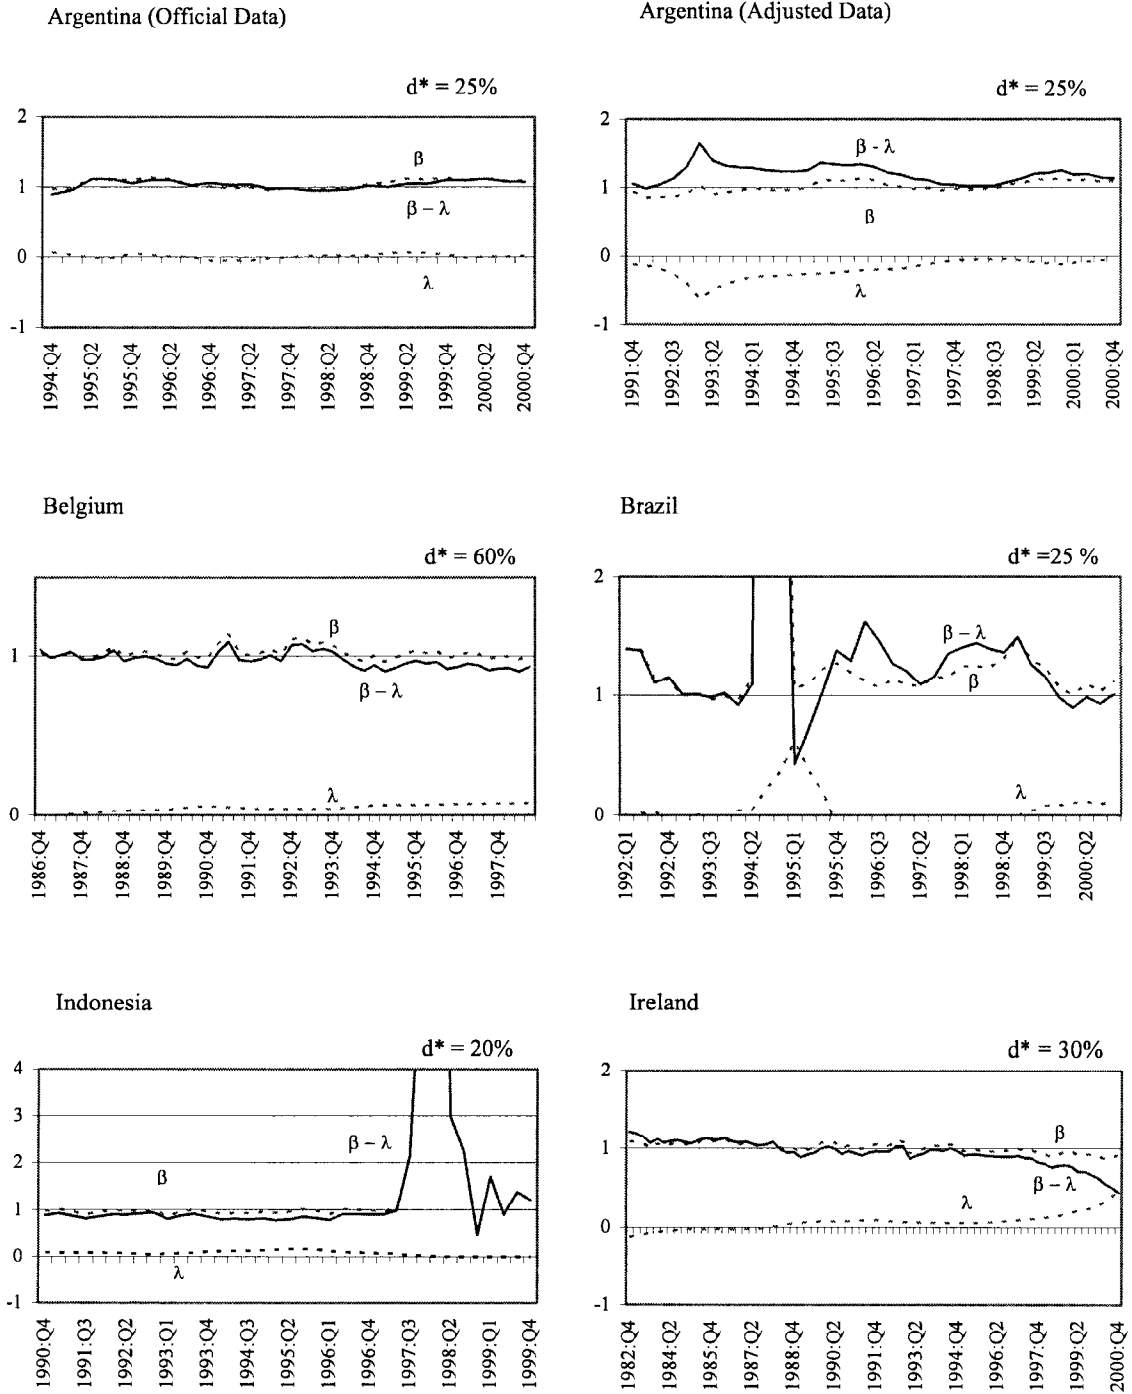 Argentina (Official Data)
d* = 25%
2
1
0
-1
β
β – λ
λ
1994:Q4
1995:Q2
1995:Q4
1996:Q2
1996:Q4
1997:Q2
1997:Q4
1998:Q2
1998:Q4
1999:Q2
1999:Q4
2000:Q2
2000:Q4
Argentina (Adjusted Data)
d* = 25%
2
1
0
-1
β - λ
β
λ
1991:Q4
1992:Q3
1993:Q2
1994:Q1
1994:Q4
1995:Q3
1996:Q2
1997:Q1
1997:Q4
1998:Q3
1999:Q2
2000:Q1
2000:Q4
Belgium
d* = 60%
1
0
β
β – λ
λ
1986:Q4
1987:Q4
1988:Q4
1989:Q4
1990:Q4
1991:Q4
1992:Q4
1993:Q4
1994:Q4
1995:Q4
1996:Q4
1997:Q4
Brazil
d* =25 %
2
1
0
β – λ
β
λ
1992:Q1
1992:Q4
1993:Q3
1994:Q2
1995:Q1
1995:Q4
1996:Q3
1997:Q2
1998:Q1
1998:Q4
1999:Q3
2000:Q2
Indonesia
d* = 20%
4
3
2
1
0
-1
β – λ
β
λ
1990:Q4
1991:Q3
1992:Q2
1993:Q1
1993:Q4
1994:Q3
1995:Q2
1996:Q1
1996:Q4
1997:Q3
1998:Q2
1999:Q1
1999:Q4
Ireland
d* = 30%
2
1
0
-1
β
β – λ
λ
1982:Q4
1984:Q2
1985:Q4
1987:Q2
1988:Q4
1990:Q2
1991:Q4
1993:Q2
1994:Q4
1996:Q2
1997:Q4
1999:Q2
2000:Q4